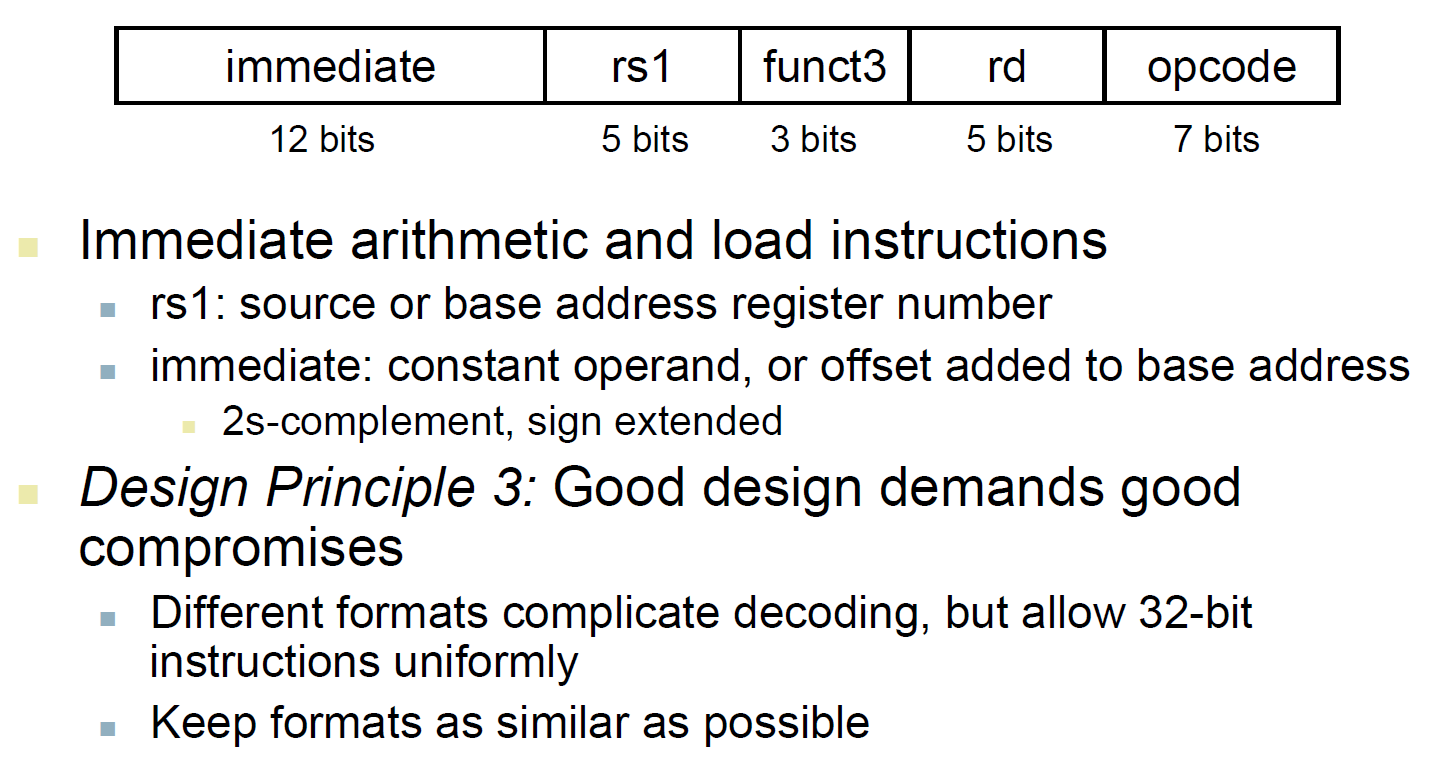 immediate rs1 funct3 rd opcode
12 bits 5 bits 3 bits 5 bits 7 bits
Immediate arithmetic and load instructions
rs1: source or base address register number
immediate: constant operand, or offset added to base address
2s-complement, sign extended
Design Principle 3: Good design demands good
compromises
Different formats complicate decoding, but allow 32-bit
instructions uniformly
Keep formats as similar as possible